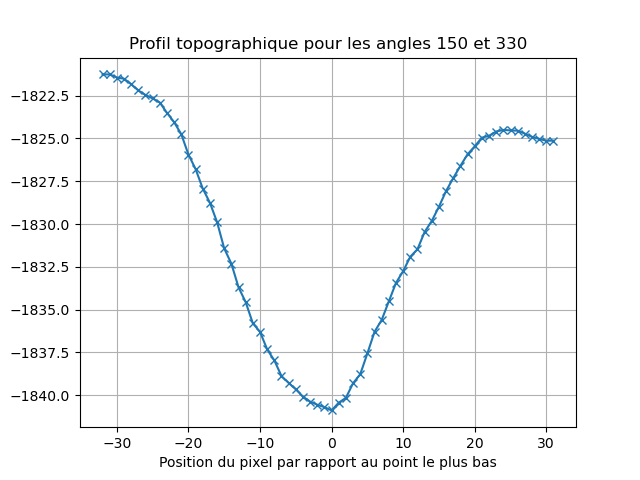 Profil topographique pour les angles 150 et 330
−1822.5
−1825.0
−1827.5
−1830.0
−1832.5
−1835.0
−1837.5
−1840.0
−30 −20 −10 0 10 20 30
Position du pixel par rapport au point le plus bas